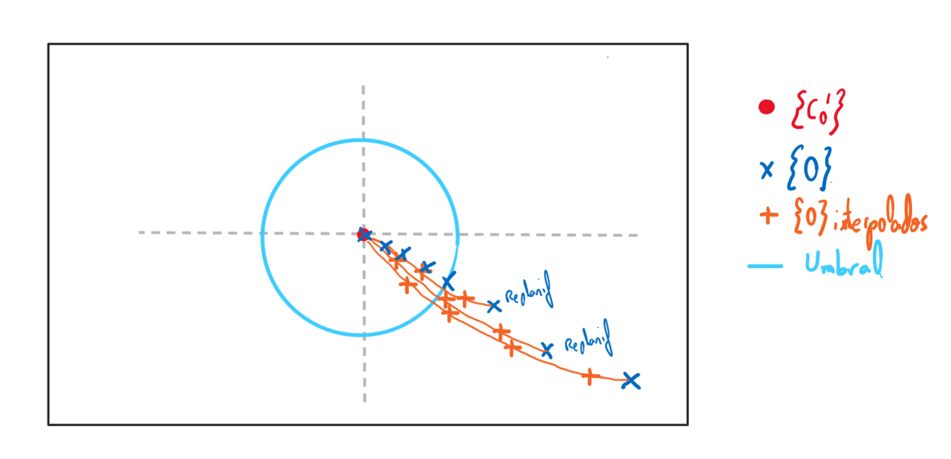 {C₀'}
{O}
{O} interpolados
Umbral
Replanif
Replanif